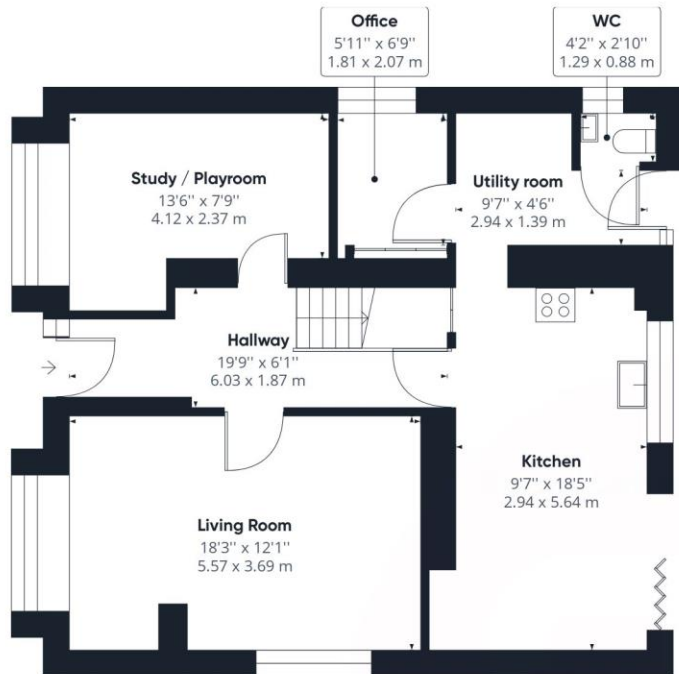 Office
5'11" x 6'9"
1.81 x 2.07 m
WC
4'2" x 2'10"
1.29 x 0.88 m
Study / Playroom
13'6" x 7'9"
4.12 x 2.37 m
Utility room
9'7" x 4'6"
2.94 x 1.39 m
Hallway
19'9" x 6'1"
6.03 x 1.87 m
Kitchen
9'7" x 18'5"
2.94 x 5.64 m
Living Room
18'3" x 12'1"
5.57 x 3.69 m